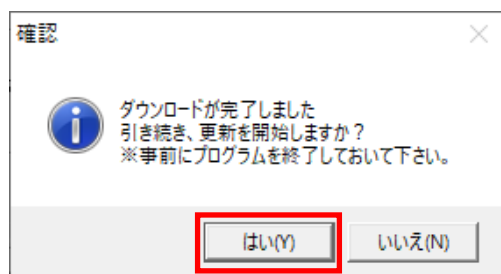 確認
ダウンロードが完了しました
引き続き、更新を開始しますか?
※事前にプログラムを終了しておいて下さい。
はい(Y)
いいえ(N)